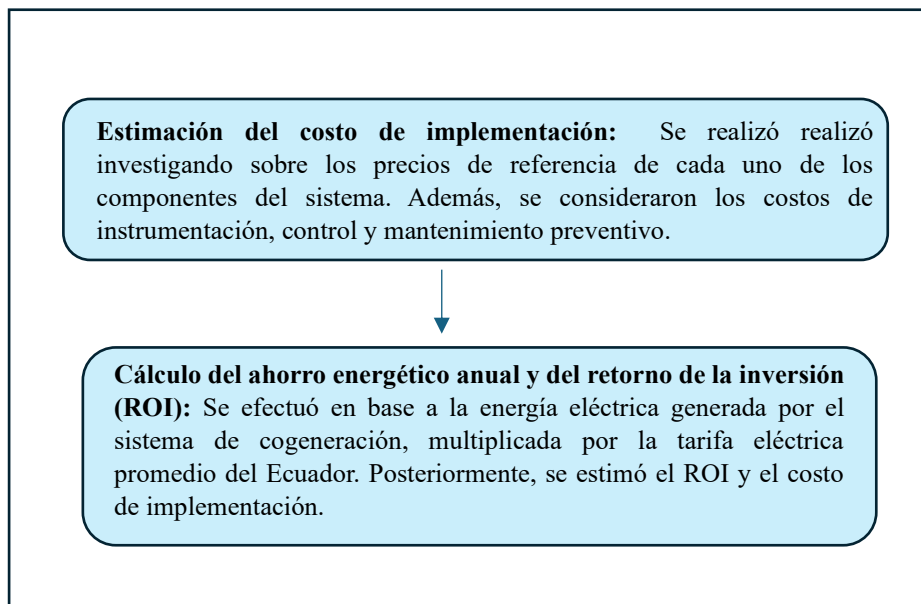 Estimación del costo de implementación: Se realizó realizó
investigando sobre los precios de referencia de cada uno de los
componentes del sistema. Además, se consideraron los costos de
instrumentación, control y mantenimiento preventivo.
Cálculo del ahorro energético anual y del retorno de la inversión
(ROI): Se efectuó en base a la energía eléctrica generada por el
sistema de cogeneración, multiplicada por la tarifa eléctrica
promedio del Ecuador. Posteriormente, se estimó el ROI y el costo
de implementación.